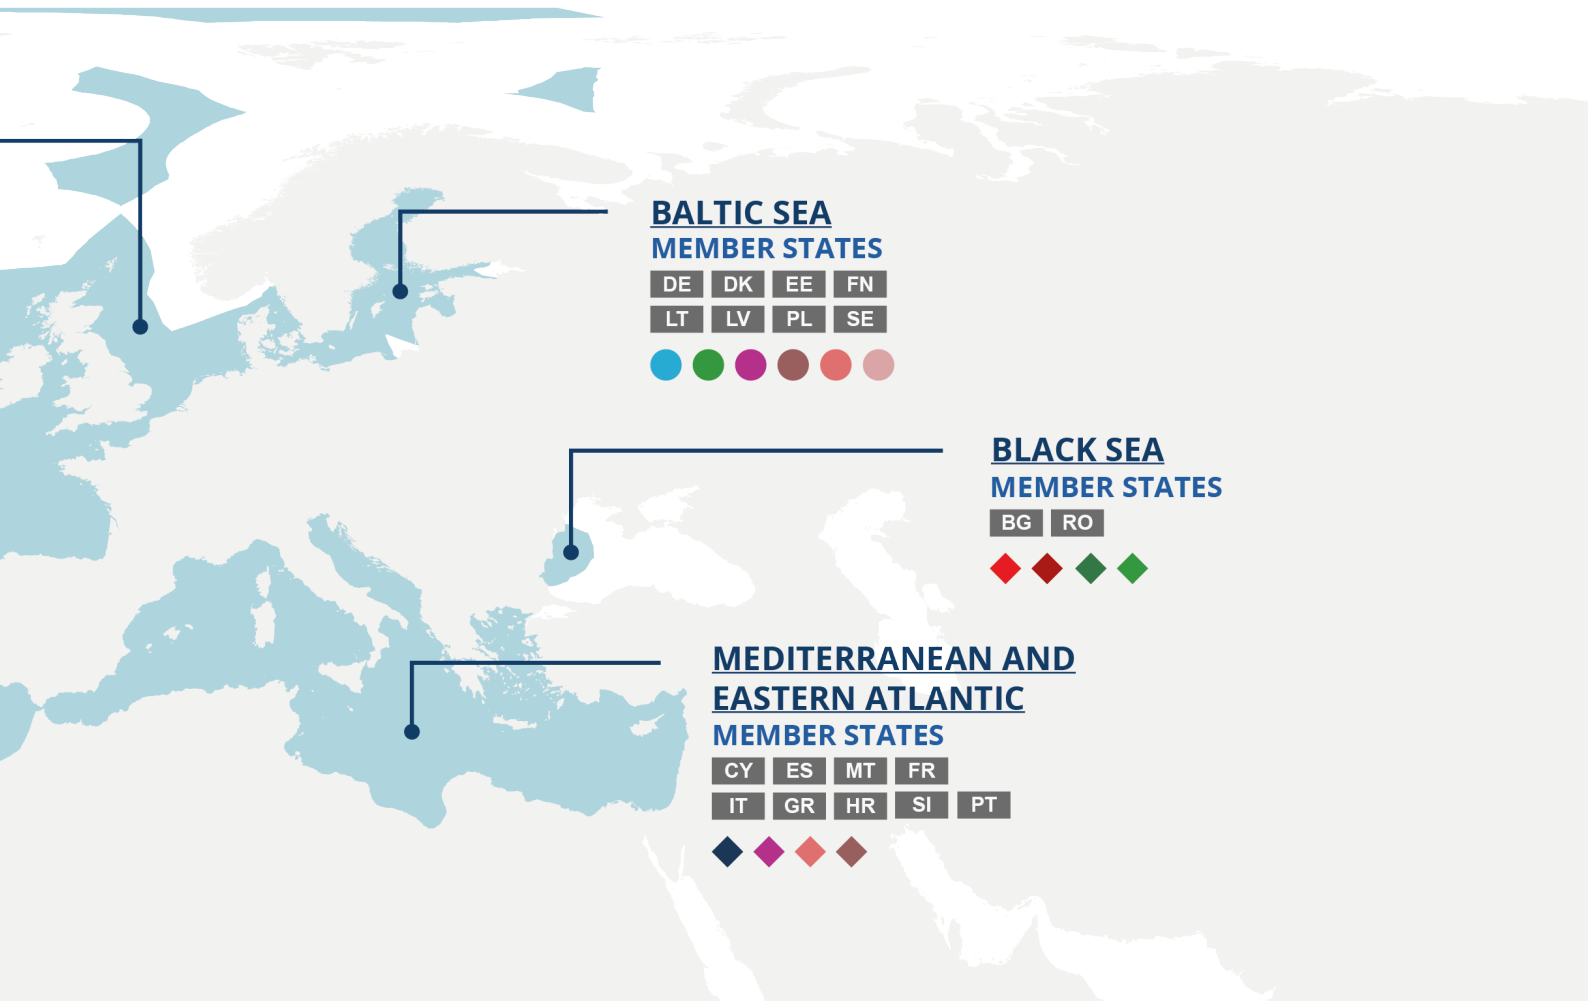 BALTIC SEA
MEMBER STATES
DE DK EE FN
LT LV PL SE
BLACK SEA
MEMBER STATES
BG RO
MEDITERRANEAN AND
EASTERN ATLANTIC
MEMBER STATES
CY ES MT FR
IT GR HR SI PT